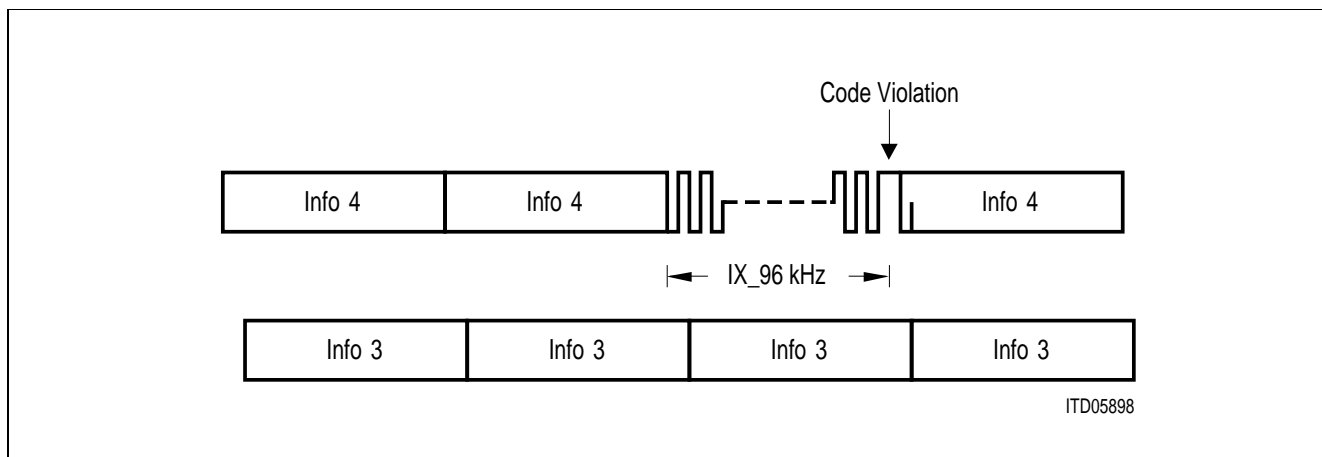 Code Violation
Info 4 Info 4 Info 4
IX_96 kHz
Info 3 Info 3 Info 3 Info 3
ITD05898